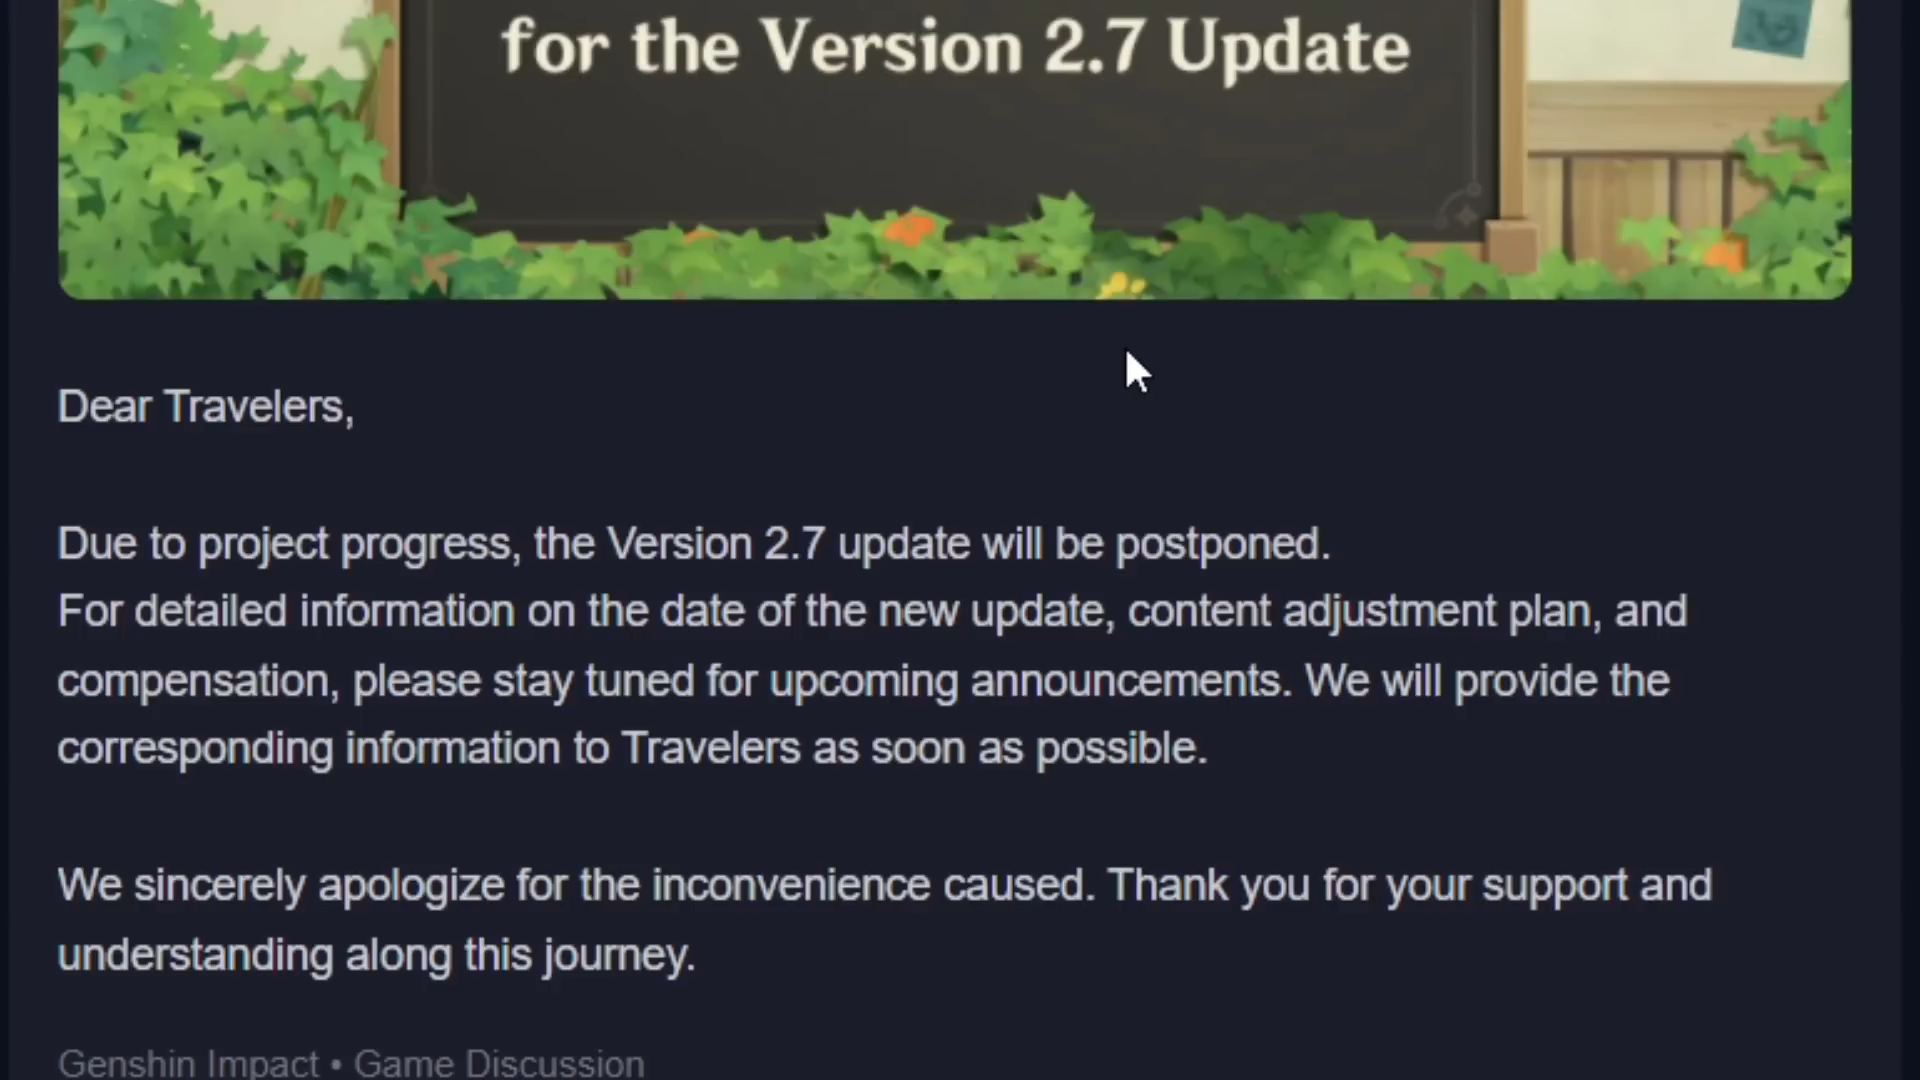 for the Version 2.7 Update
Dear Travelers,
Due to project progress, the Version 2.7 update will be postponed.
For detailed information on the date of the new update, content adjustment plan, and
compensation, please stay tuned for upcoming announcements. We will provide the
corresponding information to Travelers as soon as possible.
We sincerely apologize for the inconvenience caused. Thank you for your support and
understanding along this journey.
Genshin Impact • Game Discussion